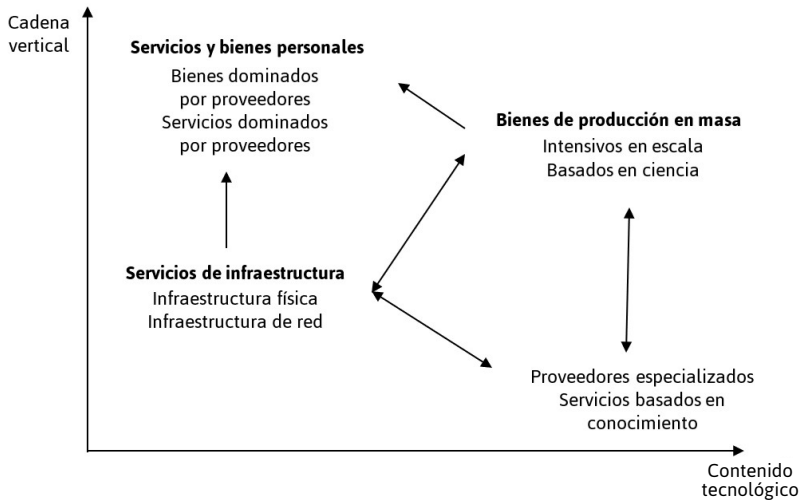 Cadena
vertical
Servicios y bienes personales
Bienes dominados
por proveedores
Servicios dominados
por proveedores
Bienes de producción en masa
Intensivos en escala
Basados en ciencia
Servicios de infraestructura
Infraestructura física
Infraestructura de red
Proveedores especializados
Servicios basados en
conocimiento
Contenido
tecnológico